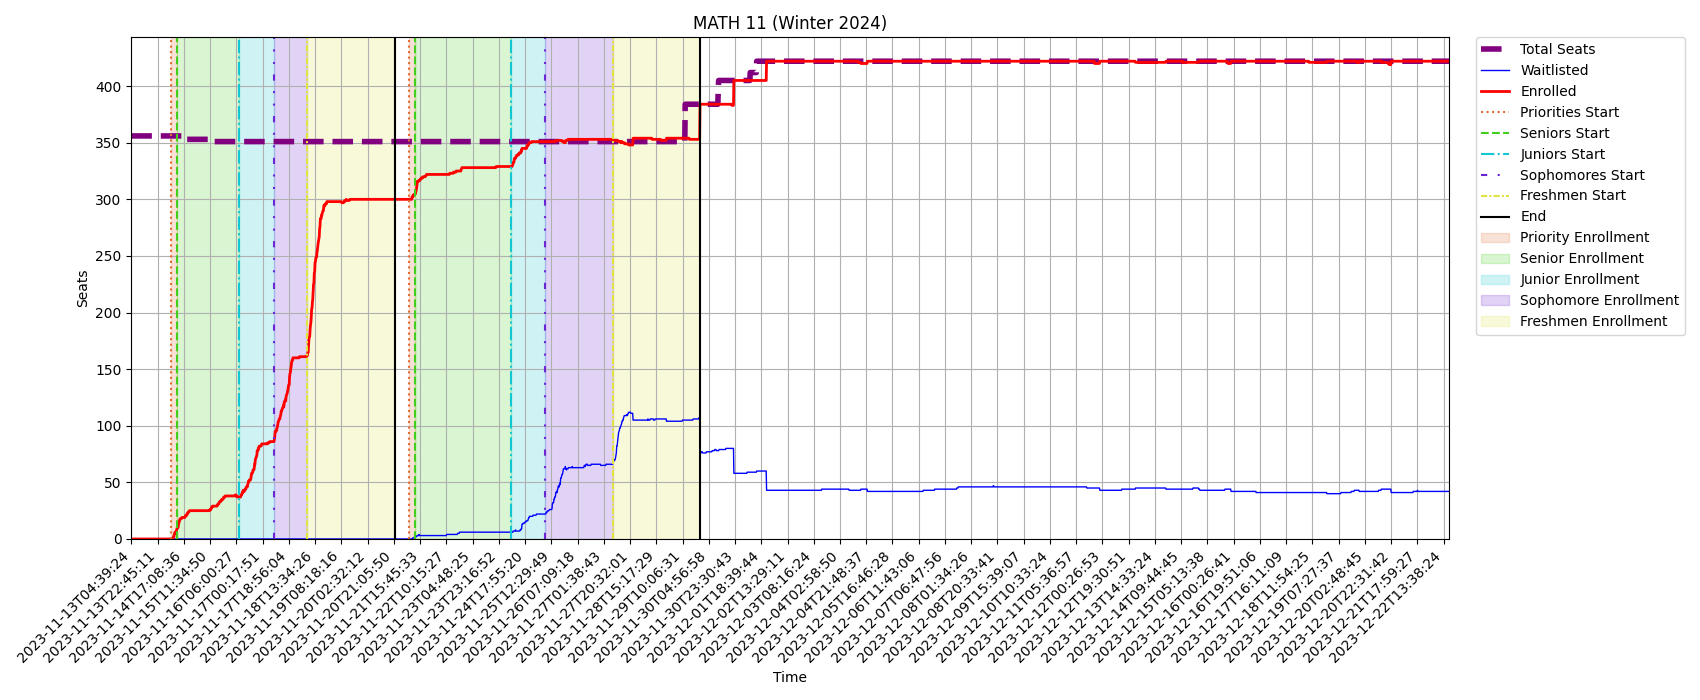 MATH 11 (Winter 2024)
Seats
400
350
300
250
200
150
100
50
0
2023-11-13T04:39:24
2023-11-13T22:45:11
2023-11-14T17:08:36
2023-11-15T11:34:50
2023-11-16T06:00:27
2023-11-17T00:17:51
2023-11-17T18:56:04
2023-11-18T13:34:26
2023-11-19T08:18:16
2023-11-20T02:32:12
2023-11-20T21:05:50
2023-11-21T15:45:33
2023-11-22T10:15:27
2023-11-23T04:48:25
2023-11-23T23:16:52
2023-11-24T17:55:20
2023-11-25T12:29:49
2023-11-26T07:09:18
2023-11-27T01:38:43
2023-11-27T20:32:01
2023-11-28T15:17:29
2023-11-29T10:06:31
2023-11-30T04:56:58
2023-11-30T23:30:43
2023-12-01T18:39:44
2023-12-02T13:29:11
2023-12-03T08:16:24
2023-12-04T02:58:50
2023-12-04T21:48:37
2023-12-05T16:46:28
2023-12-06T11:43:06
2023-12-07T06:47:56
2023-12-08T01:34:26
2023-12-08T20:33:41
2023-12-09T15:39:07
2023-12-10T10:33:24
2023-12-11T05:36:57
2023-12-12T00:26:53
2023-12-12T19:30:51
2023-12-13T14:33:24
2023-12-14T09:44:45
2023-12-15T05:13:38
2023-12-16T00:26:41
2023-12-16T19:51:06
2023-12-17T16:11:09
2023-12-18T11:54:25
2023-12-19T07:27:37
2023-12-20T02:48:45
2023-12-20T22:31:42
2023-12-21T17:59:27
2023-12-22T13:38:24
Time
Total Seats
Waitlisted
Enrolled
Priorities Start
Seniors Start
Juniors Start
Sophomores Start
Freshmen Start
End
Priority Enrollment
Senior Enrollment
Junior Enrollment
Sophomore Enrollment
Freshmen Enrollment